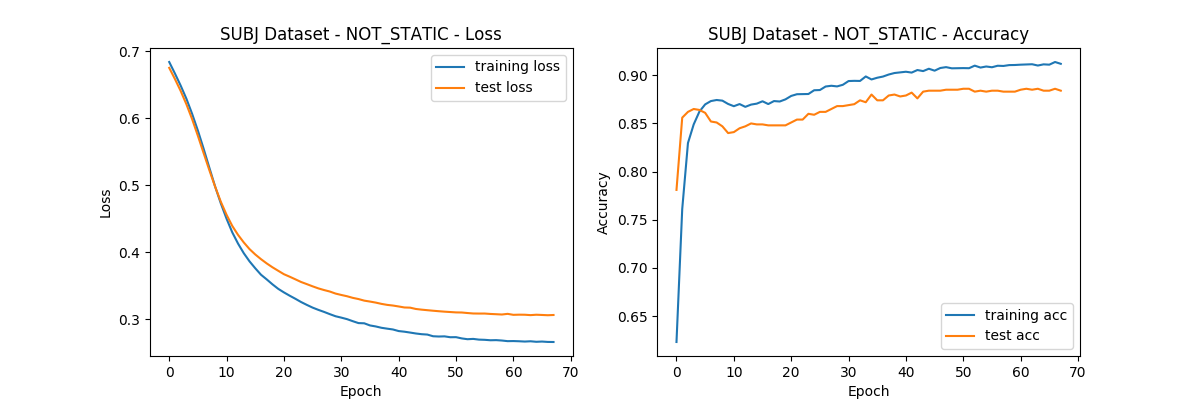 SUBJ Dataset - NOT_STATIC - Loss
training loss
test loss
0.7
0.6
0.5
0.4
0.3
Loss
0 10 20 30 40 50 60 70
Epoch
SUBJ Dataset - NOT_STATIC - Accuracy
0.90
0.85
0.80
0.75
0.70
0.65
Accuracy
training acc
test acc
0 10 20 30 40 50 60 70
Epoch